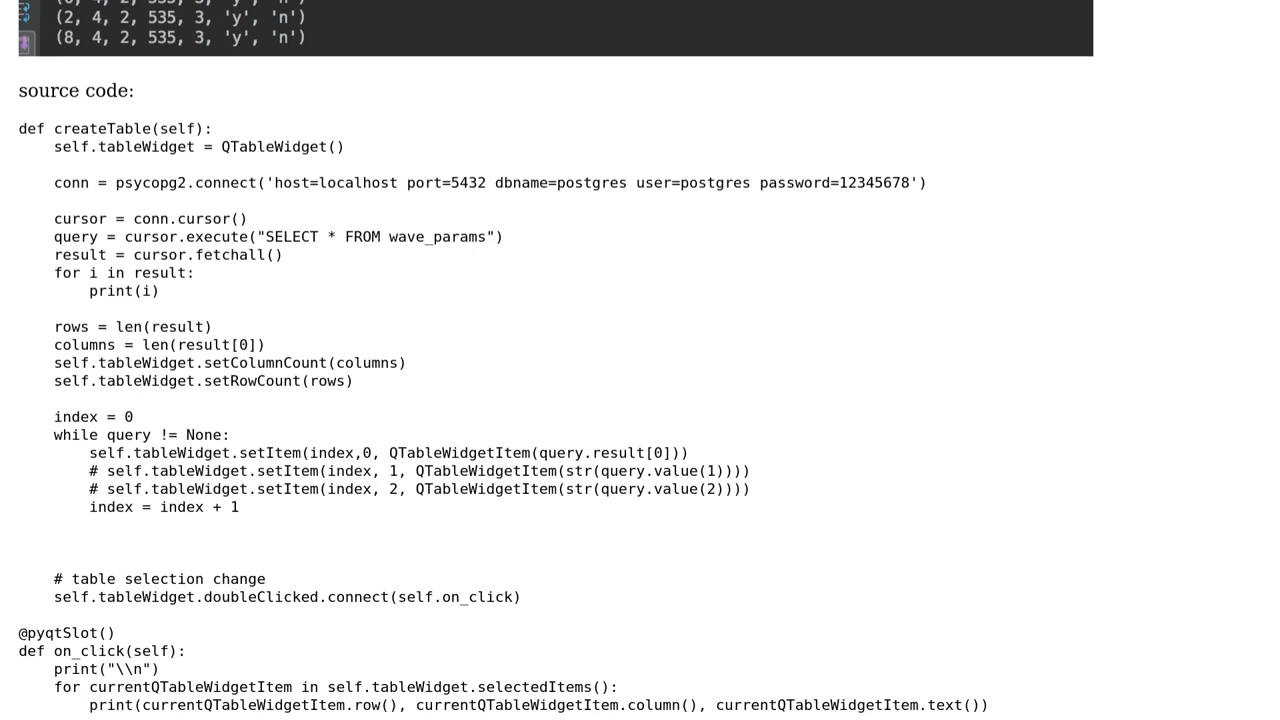 (2, 4, 2, 535, 3, 'y', 'n')
(8, 4, 2, 535, 3, 'y', 'n')
source code:
def createTable(self):
    self.tableWidget = QTableWidget()
    conn = psycopg2.connect('host=localhost port=5432 dbname=postgres user=postgres password=12345678')
    cursor = conn.cursor()
    query = cursor.execute("SELECT * FROM wave_params")
    result = cursor.fetchall()
    for i in result:
        print(i)
    rows = len(result)
    columns = len(result[0])
    self.tableWidget.setColumnCount(columns)
    self.tableWidget.setRowCount(rows)
    index = 0
    while query != None:
        self.tableWidget.setItem(index,0, QTableWidgetItem(query.result[0]))
        # self.tableWidget.setItem(index, 1, QTableWidgetItem(str(query.value(1))))
        # self.tableWidget.setItem(index, 2, QTableWidgetItem(str(query.value(2))))
        index = index + 1
    # table selection change
    self.tableWidget.doubleClicked.connect(self.on_click)
@pyqtSlot()
def on_click(self):
    print("\\n")
    for currentQTableWidgetItem in self.tableWidget.selectedItems():
        print(currentQTableWidgetItem.row(), currentQTableWidgetItem.column(), currentQTableWidgetItem.text())